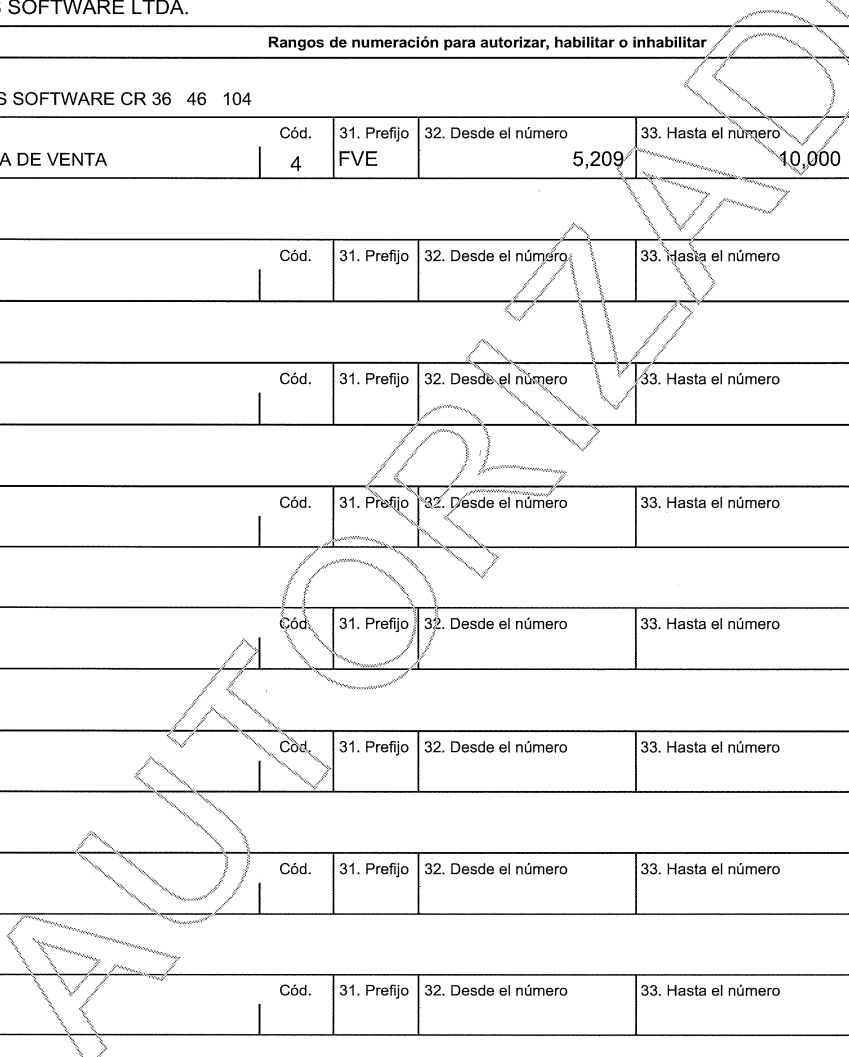 S SOFTWARE LTDA.
Rangos de numeración para autorizar, habilitar o inhabilitar
S SOFTWARE CR 36 46 104
Cód. 31. Prefijo 32. Desde el número 33. Hasta el número
A DE VENTA 4 FVE 5,209 10,000
Cód. 31. Prefijo 32. Desde el número 33. Hasta el número
Cód. 31. Prefijo 32. Desde el número 33. Hasta el número
Cód. 31. Prefijo 32. Desde el número 33. Hasta el número
Cód. 31. Prefijo 32. Desde el número 33. Hasta el número
Cód. 31. Prefijo 32. Desde el número 33. Hasta el número
Cód. 31. Prefijo 32. Desde el número 33. Hasta el número
Cód. 31. Prefijo 32. Desde el número 33. Hasta el número
AUTORIZAD